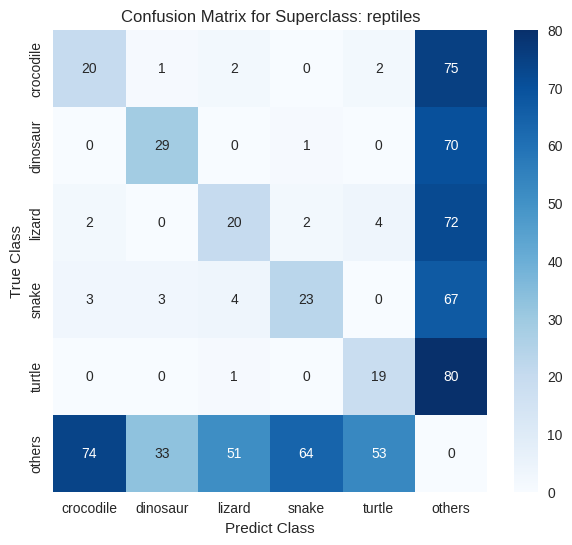 Confusion Matrix for Superclass: reptiles
True Class
crocodile 20 1 2 0 2 75
dinosaur 0 29 0 1 0 70
lizard 2 0 20 2 4 72
snake 3 3 4 23 0 67
turtle 0 0 1 0 19 80
others 74 33 51 64 53 0
crocodile dinosaur lizard snake turtle others
Predict Class
80
70
60
50
40
30
20
10
0